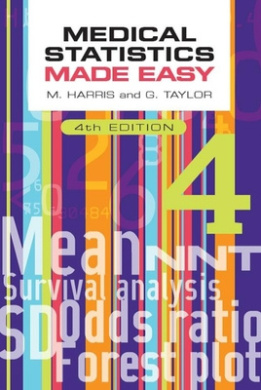 MEDICAL
STATISTICS
MADE EASY
M. HARRIS and G. TAYLOR
4th EDITION
4
Mean NNT
Survival analysis
SD Odds ratio
Forest plot